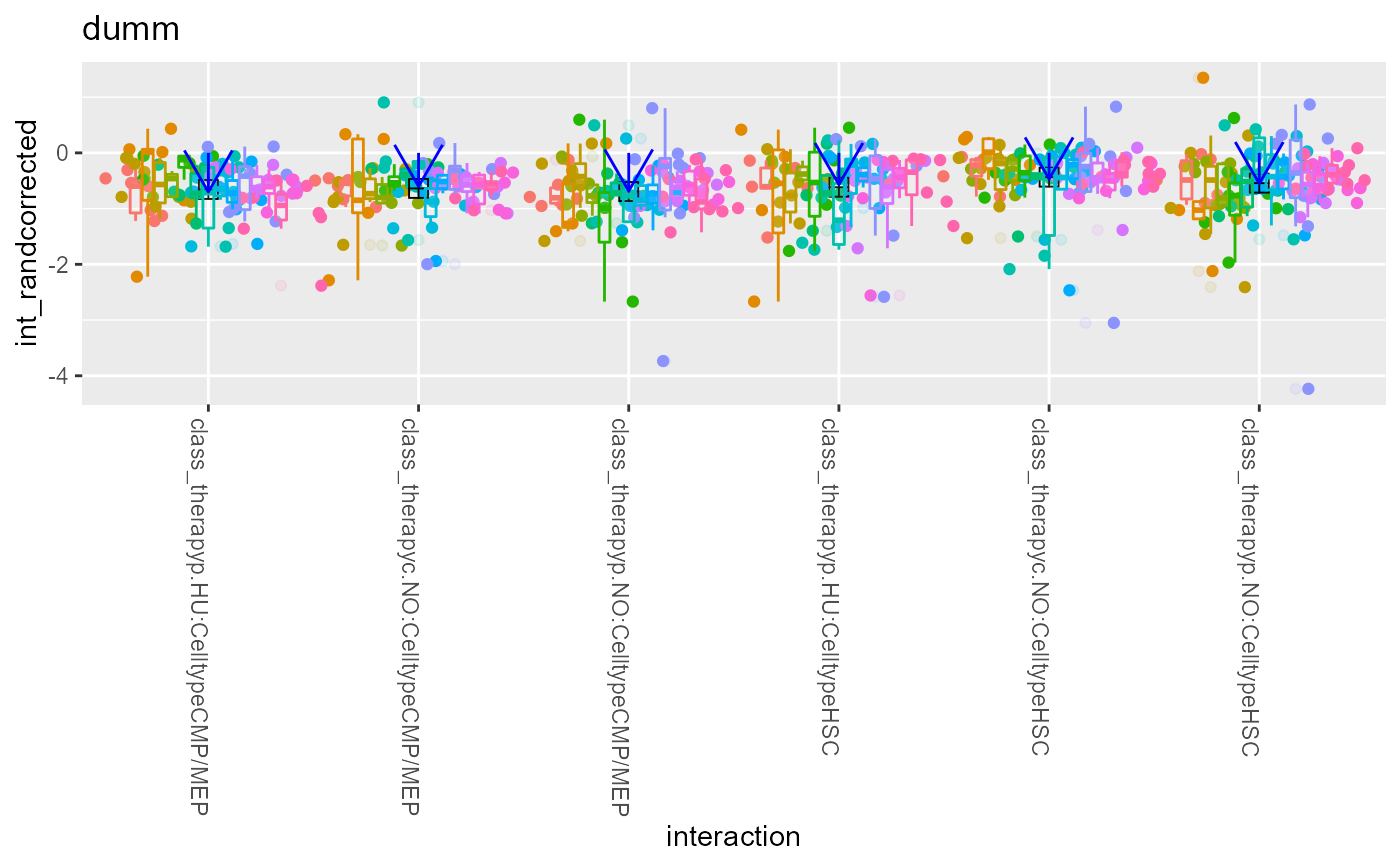 dumm
int_randcorrected
0
-2
-4
class_therapyp.HU:CelltypeCMP/MEP
class_therapyc.NO:CelltypeCMP/MEP
class_therapyp.NO:CelltypeCMP/MEP
class_therapyp.HU:CelltypeHSC
class_therapyc.NO:CelltypeHSC
class_therapyp.NO:CelltypeHSC
interaction